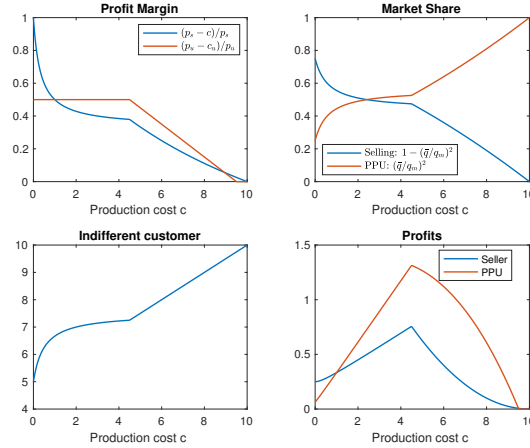 Profit Margin
1
0.8
0.6
0.4
0.2
0
0 2 4 6 8 10
Production cost c
(p_s − c)/p_s
(p_u − c_u)/p_u
Market Share
1
0.8
0.6
0.4
0.2
0
0 2 4 6 8 10
Production cost c
Selling: 1 − (q̄/q_m)^2
PPU: (q̄/q_m)^2
Indifferent customer
10
9
8
7
6
5
4
0 2 4 6 8 10
Production cost c
Profits
1.5
1
0.5
0
0 2 4 6 8 10
Production cost c
Seller
PPU